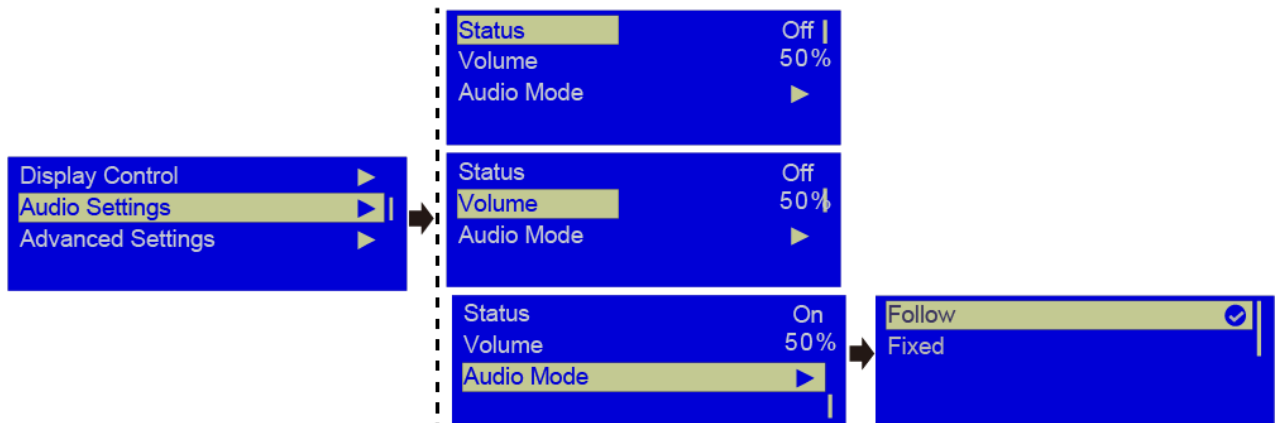 Status Off
Volume 50%
Audio Mode
Display Control
Audio Settings
Advanced Settings
Status Off
Volume 50%
Audio Mode
Status On
Volume 50%
Audio Mode
Follow
Fixed